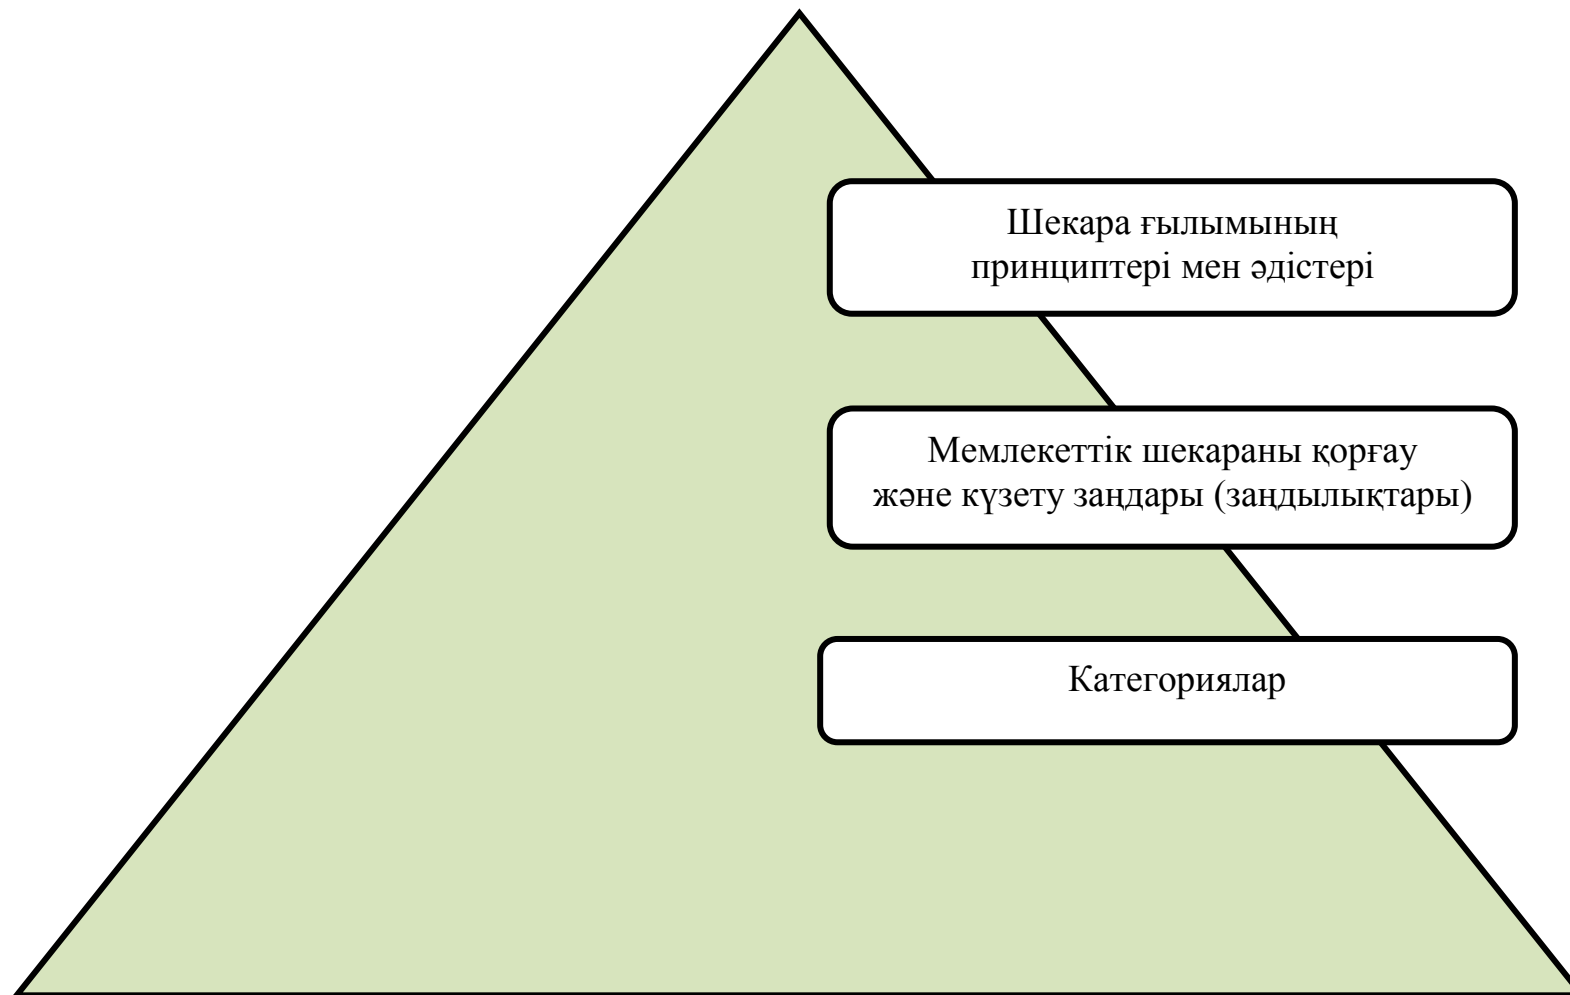 Шекара ғылымының
принциптері мен әдістері
Мемлекеттік шекараны қорғау
және күзету заңдары (заңдылықтары)
Категориялар